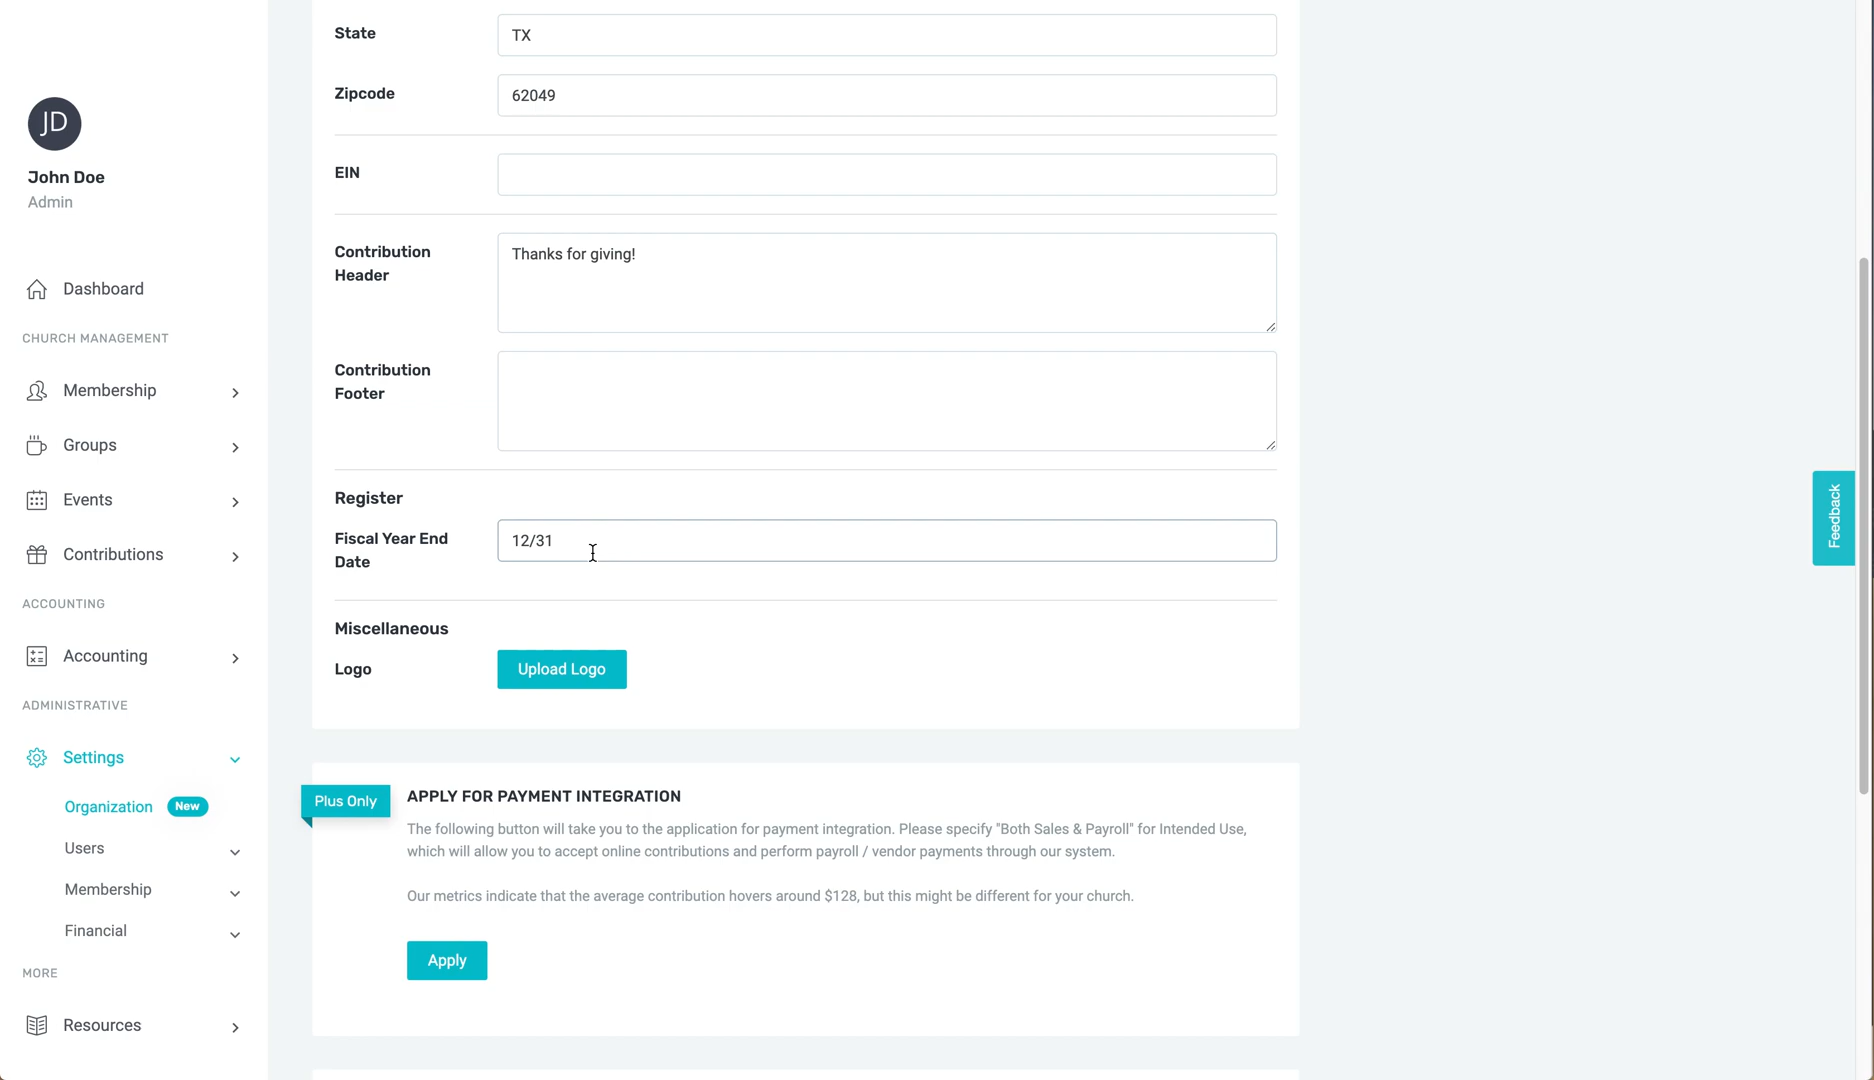 JD
John Doe
Admin
Dashboard
CHURCH MANAGEMENT
Membership
Groups
Events
Contributions
ACCOUNTING
Accounting
ADMINISTRATIVE
Settings
Organization New
Users
Membership
Financial
MORE
Resources
State
TX
Zipcode
62049
EIN
Contribution
Header
Thanks for giving!
Contribution
Footer
Register
Fiscal Year End
Date
12/31
Miscellaneous
Logo
Upload Logo
Plus Only
APPLY FOR PAYMENT INTEGRATION
The following button will take you to the application for payment integration. Please specify "Both Sales & Payroll" for Intended Use,
which will allow you to accept online contributions and perform payroll / vendor payments through our system.
Our metrics indicate that the average contribution hovers around $128, but this might be different for your church.
Apply
Feedback